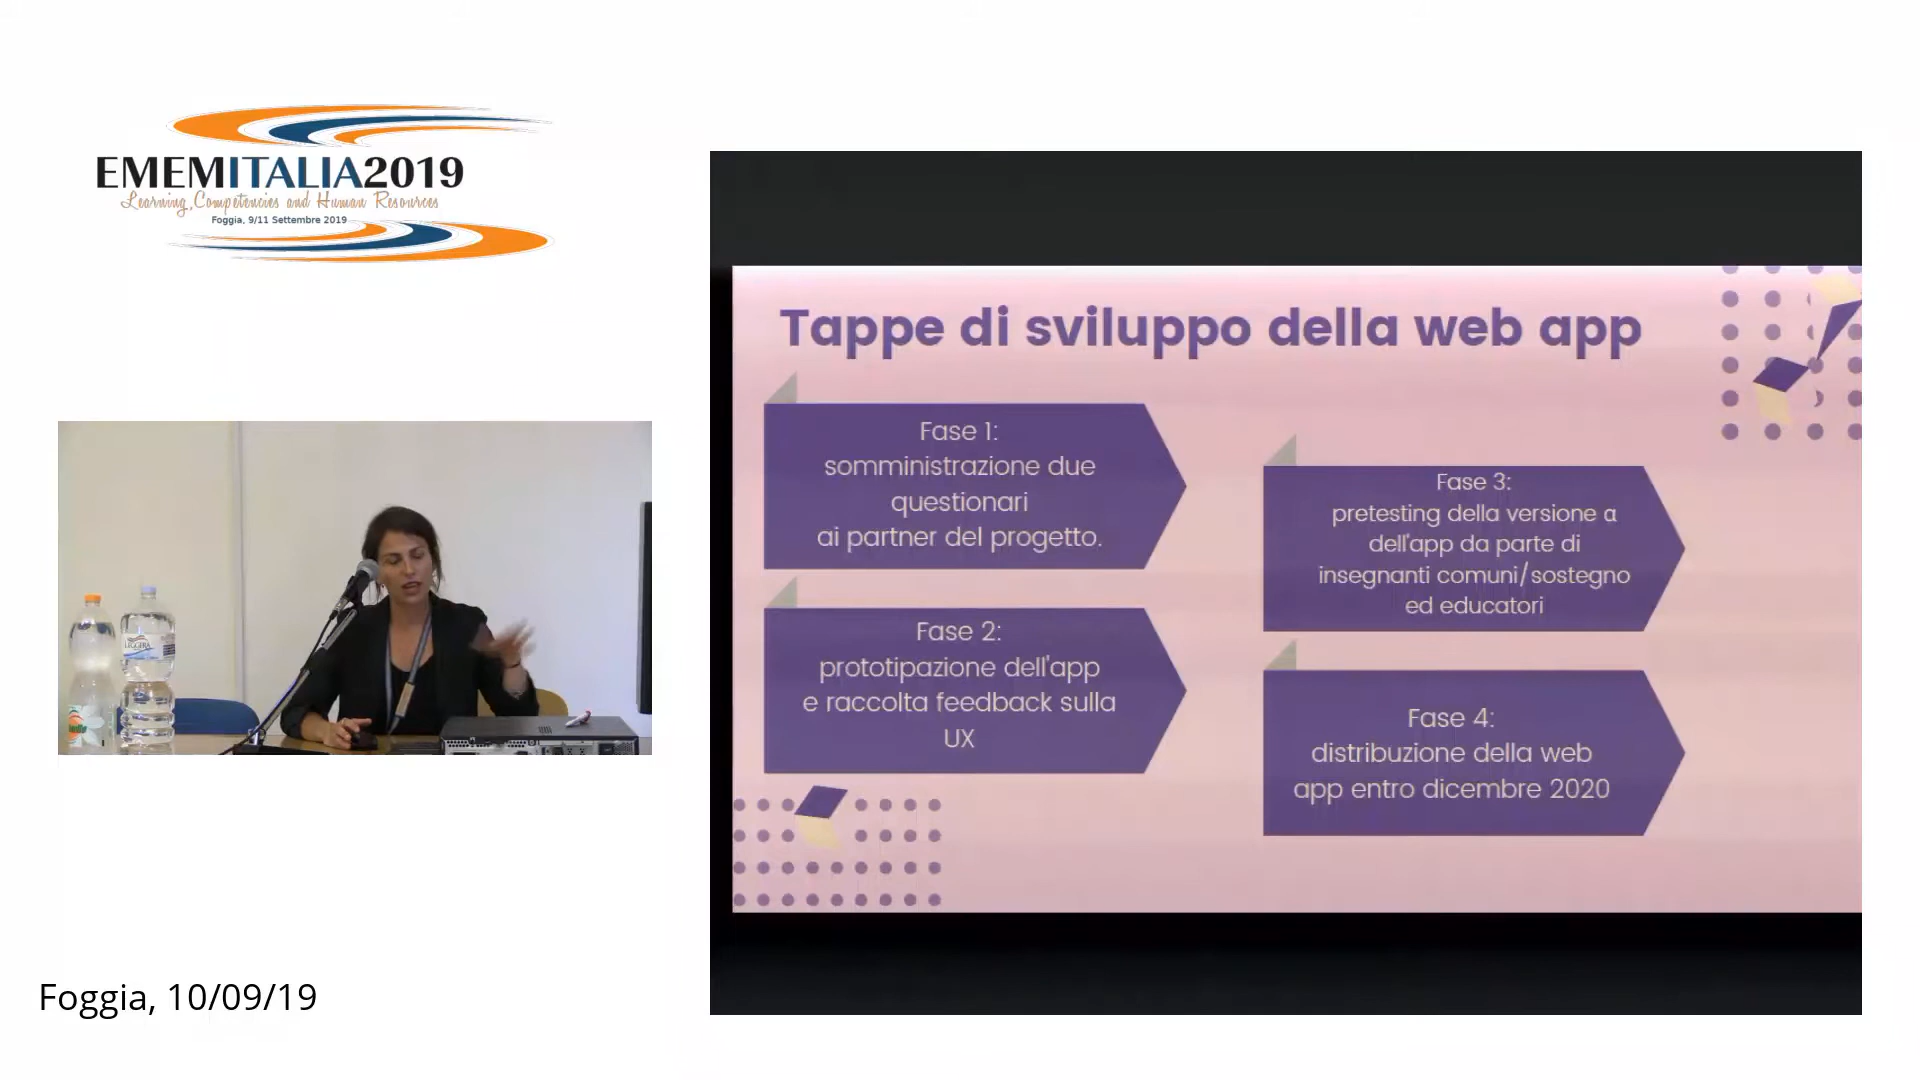 EMEMITALIA2019
Learning, Competencies and Human Resources
Foggia, 9/11 Settembre 2019
Tappe di sviluppo della web app
Fase 1:
somministrazione due
questionari
ai partner del progetto.
Fase 2:
prototipazione dell'app
e raccolta feedback sulla
UX
Fase 3:
pretesting della versione α
dell'app da parte di
insegnanti comuni/sostegno
ed educatori
Fase 4:
distribuzione della web
app entro dicembre 2020
Foggia, 10/09/19